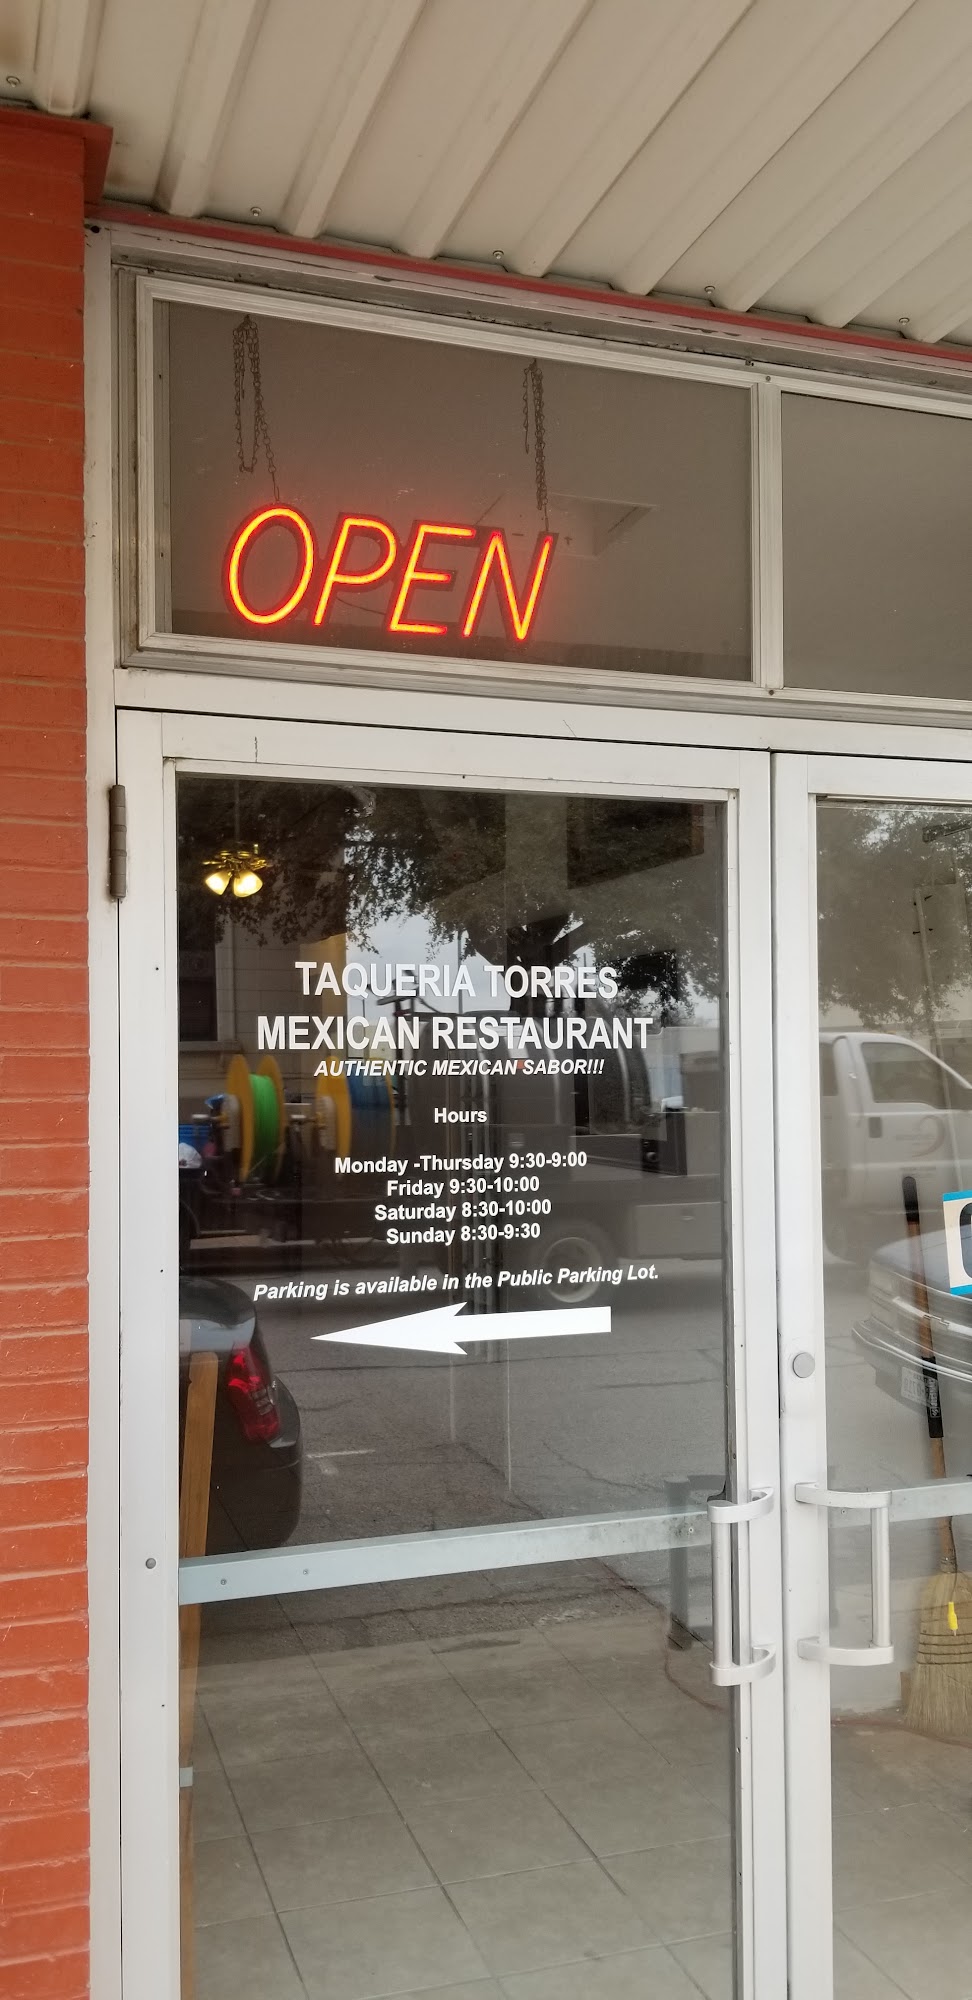 OPEN
TAQUERIA TORRES
MEXICAN RESTAURANT
AUTHENTIC MEXICAN SABOR!!!
Hours
Monday -Thursday 9:30-9:00
Friday 9:30-10:00
Saturday 8:30-10:00
Sunday 8:30-9:30
Parking is available in the Public Parking Lot.